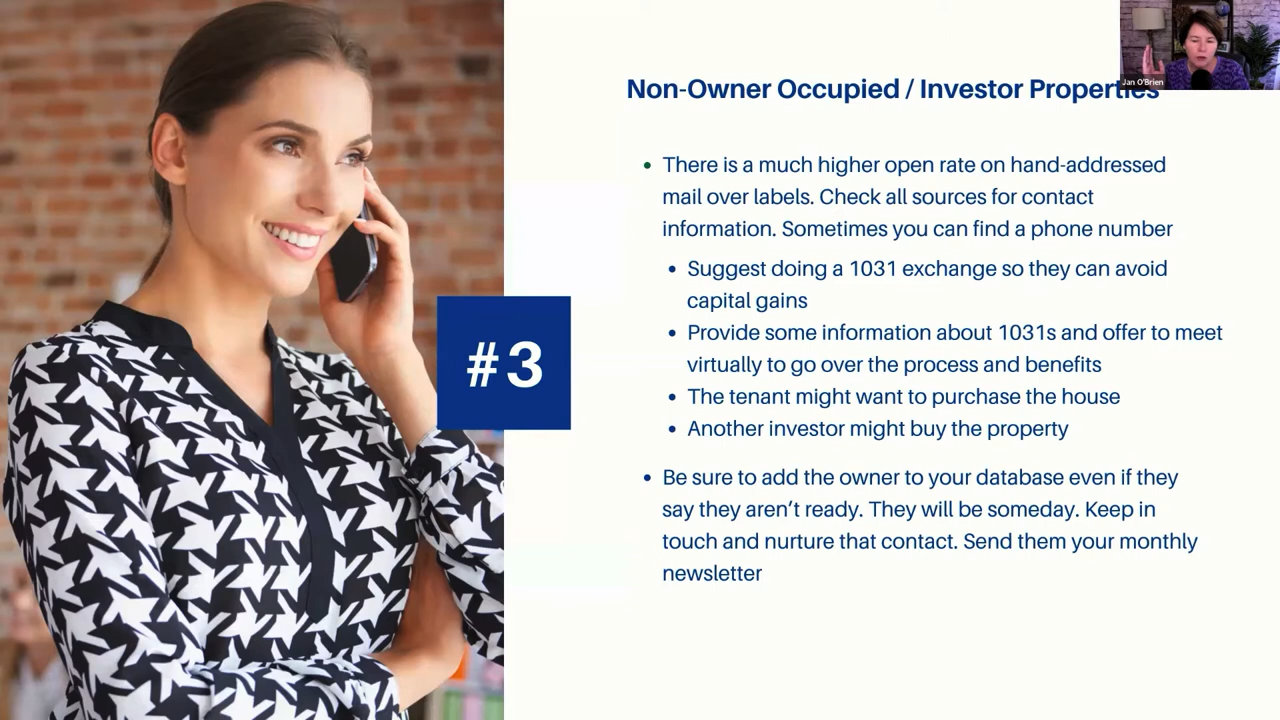 Jan O'Brien
Non-Owner Occupied / Investor Properties
There is a much higher open rate on hand-addressed
mail over labels. Check all sources for contact
information. Sometimes you can find a phone number
Suggest doing a 1031 exchange so they can avoid
capital gains
Provide some information about 1031s and offer to meet
virtually to go over the process and benefits
#3
The tenant might want to purchase the house
Another investor might buy the property
Be sure to add the owner to your database even if they
say they aren’t ready. They will be someday. Keep in
touch and nurture that contact. Send them your monthly
newsletter